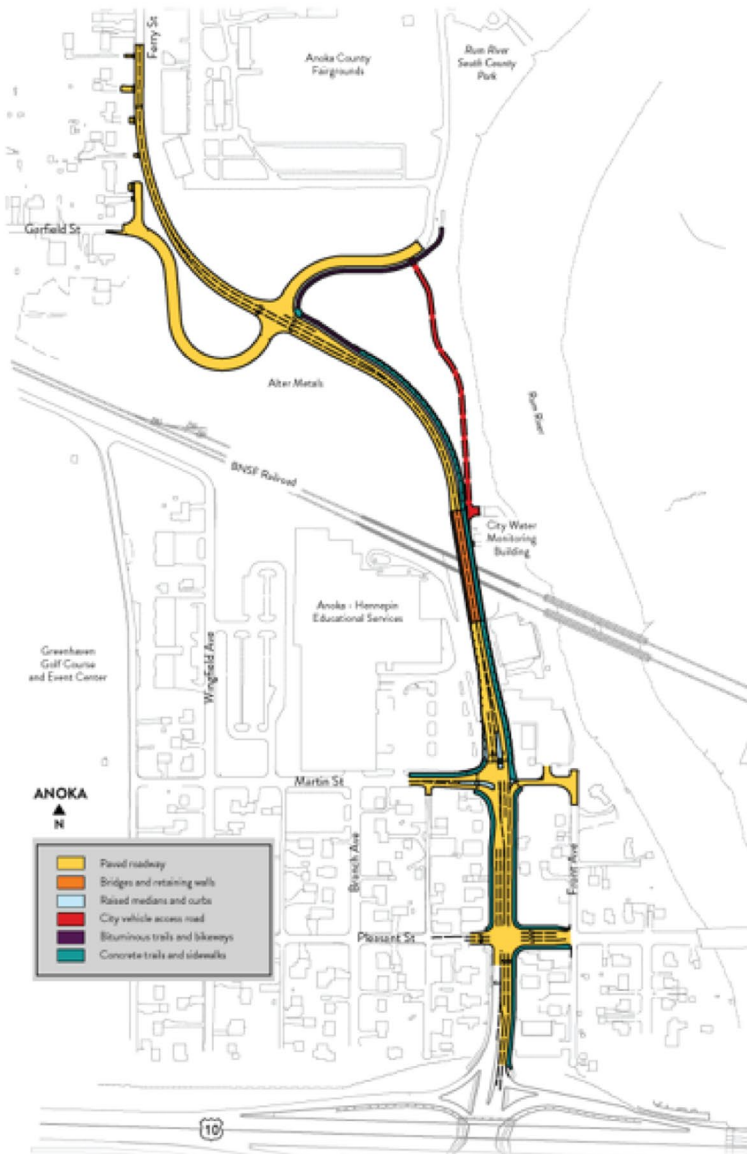 Ferry St
Anoka County
Fairgrounds
Rum River
South County
Park
Garfield St
Alter Metals
Rum River
BNSF Railroad
City Water
Monitoring
Building
Anoka - Hennepin
Educational Services
Greenhaven
Golf Course
and Event Center
Wingfield Ave
Martin St
ANOKA
N
Branch Ave
Front Ave
Pleasant St
Paved roadway
Bridges and retaining walls
Raised medians and curbs
City vehicle access road
Bituminous trails and bikeways
Concrete trails and sidewalks
10